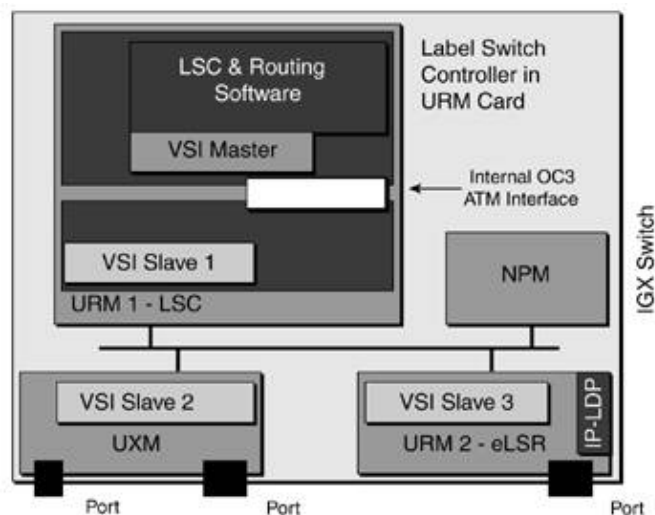 LSC & Routing
Software
VSI Master
Label Switch
Controller in
URM Card
Internal OC3
ATM Interface
VSI Slave 1
URM 1 - LSC
NPM
IGX Switch
VSI Slave 2
UXM
VSI Slave 3
URM 2 - eLSR
IP-LDP
Port
Port
Port